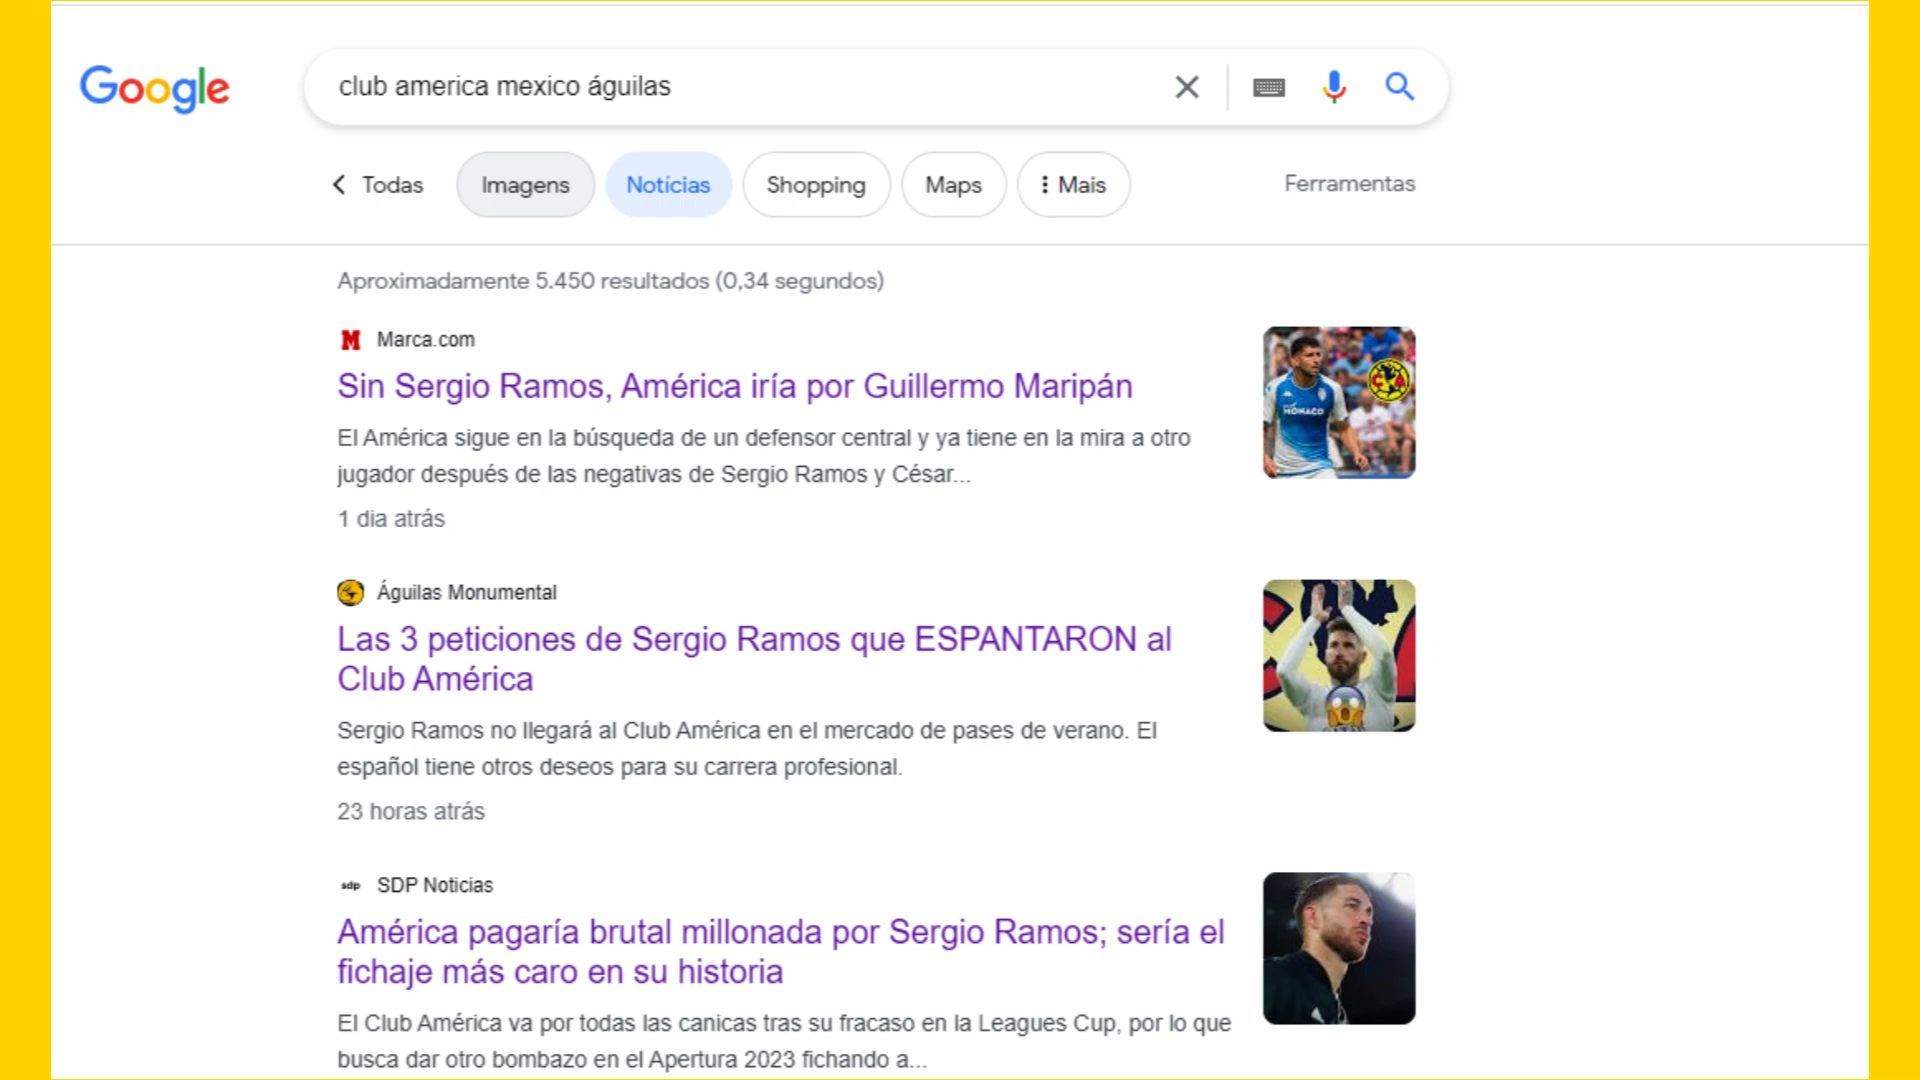 Google
club america mexico águilas
Todas
Imagens
Notícias
Shopping
Maps
Mais
Ferramentas
Aproximadamente 5.450 resultados (0,34 segundos)
M Marca.com
Sin Sergio Ramos, América iría por Guillermo Maripán
El América sigue en la búsqueda de un defensor central y ya tiene en la mira a otro
jugador después de las negativas de Sergio Ramos y César...
1 dia atrás
MONACO
CA
Águilas Monumental
Las 3 peticiones de Sergio Ramos que ESPANTARON al
Club América
Sergio Ramos no llegará al Club América en el mercado de pases de verano. El
español tiene otros deseos para su carrera profesional.
23 horas atrás
sdp SDP Noticias
América pagaría brutal millonada por Sergio Ramos; sería el
fichaje más caro en su historia
El Club América va por todas las canicas tras su fracaso en la Leagues Cup, por lo que
busca dar otro bombazo en el Apertura 2023 fichando a...